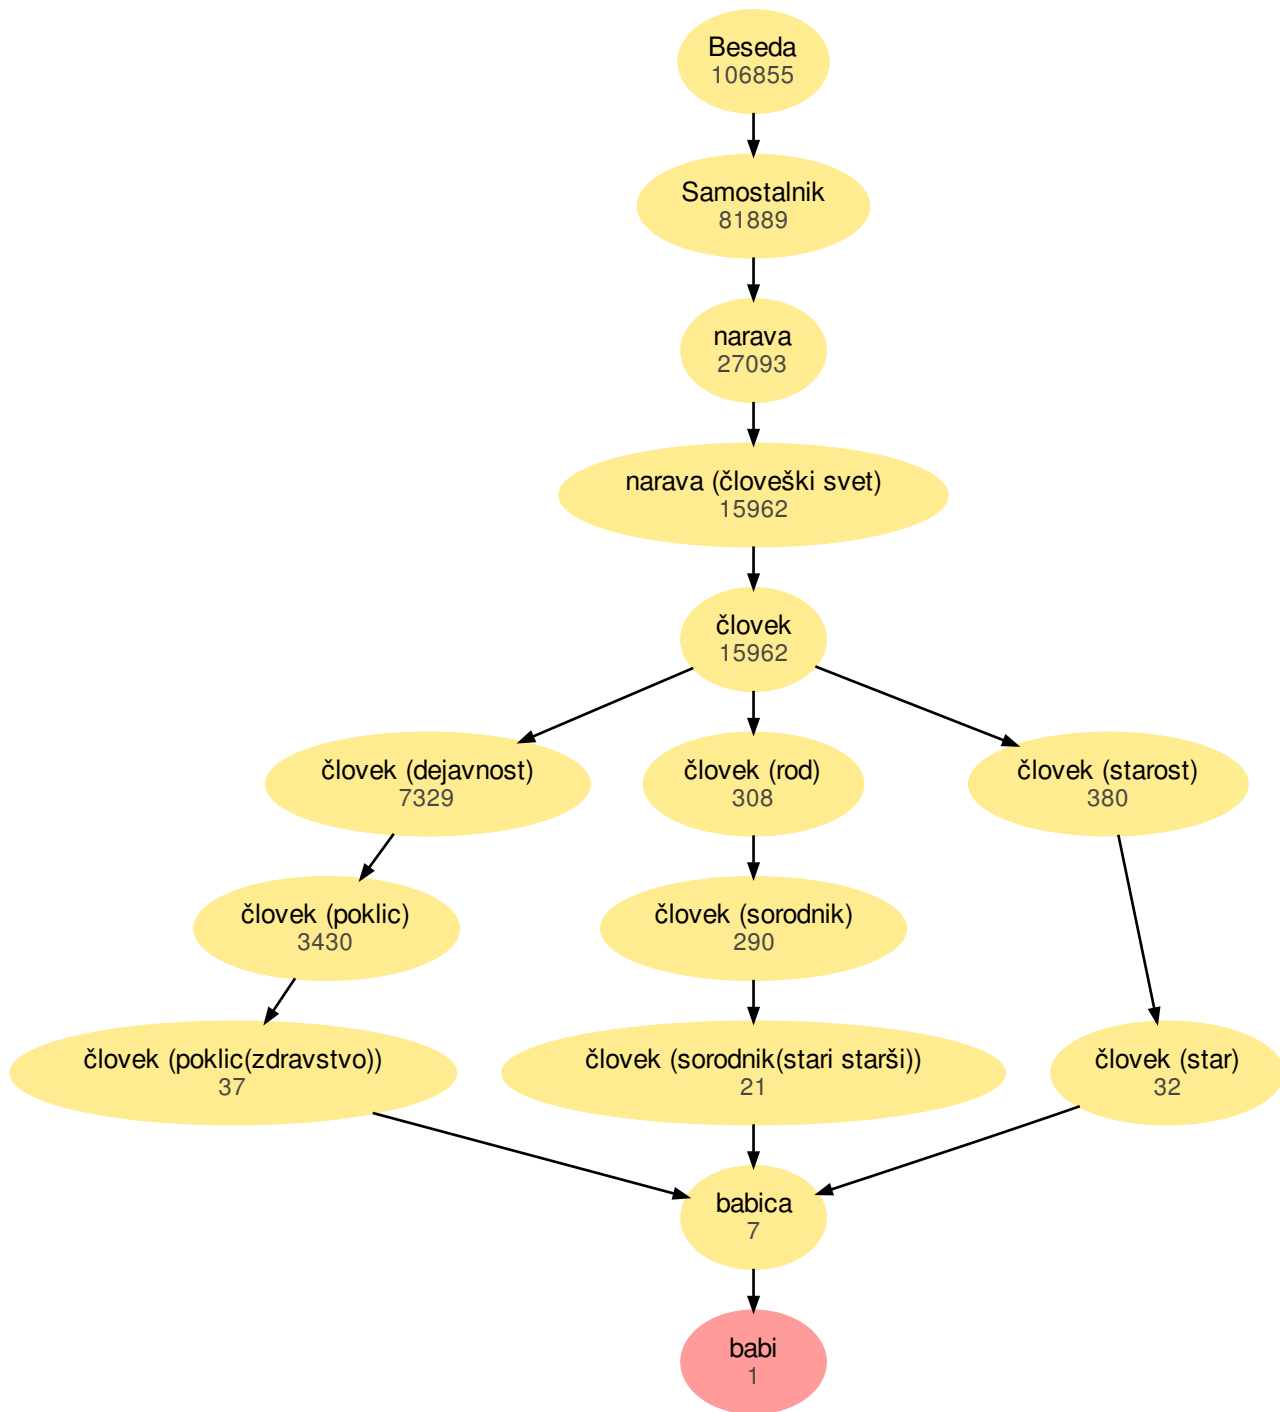 Beseda
106855
Samostalnik
81889
narava
27093
narava (človeški svet)
15962
človek
15962
človek (dejavnost)
7329
človek (rod)
308
človek (starost)
380
človek (poklic)
3430
človek (sorodnik)
290
človek (poklic(zdravstvo))
37
človek (sorodnik(stari starši))
21
človek (star)
32
babica
7
babi
1